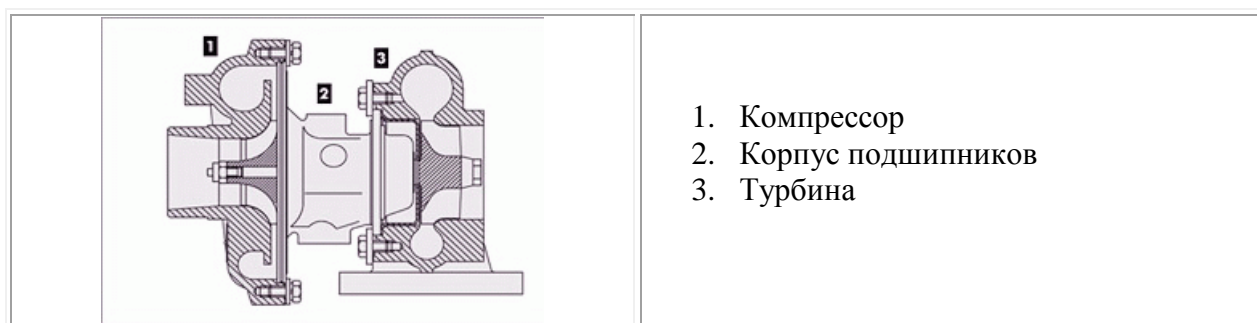 1
3
2
1. Компрессор
2. Корпус подшипников
3. Турбина